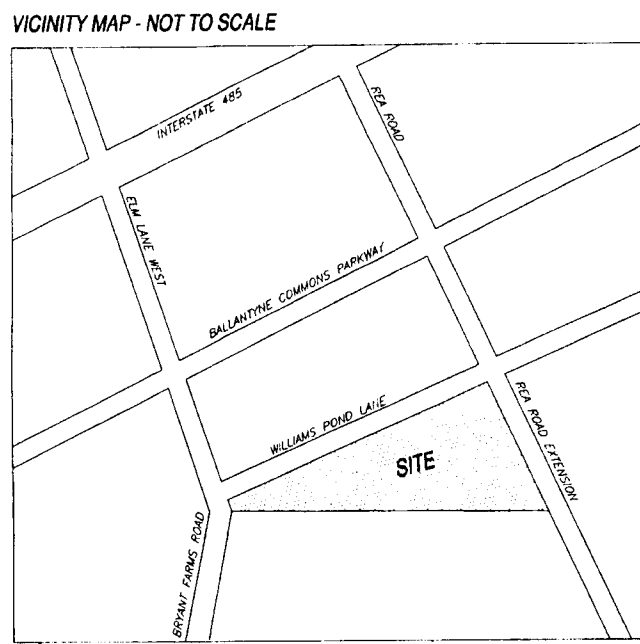 VICINITY MAP - NOT TO SCALE
INTERSTATE 485
REA ROAD
ELM LANE WEST
BALLANTYNE COMMONS PARKWAY
WILLIAMS POND LANE
REA ROAD EXTENSION
SITE
BRYANT FARMS ROAD